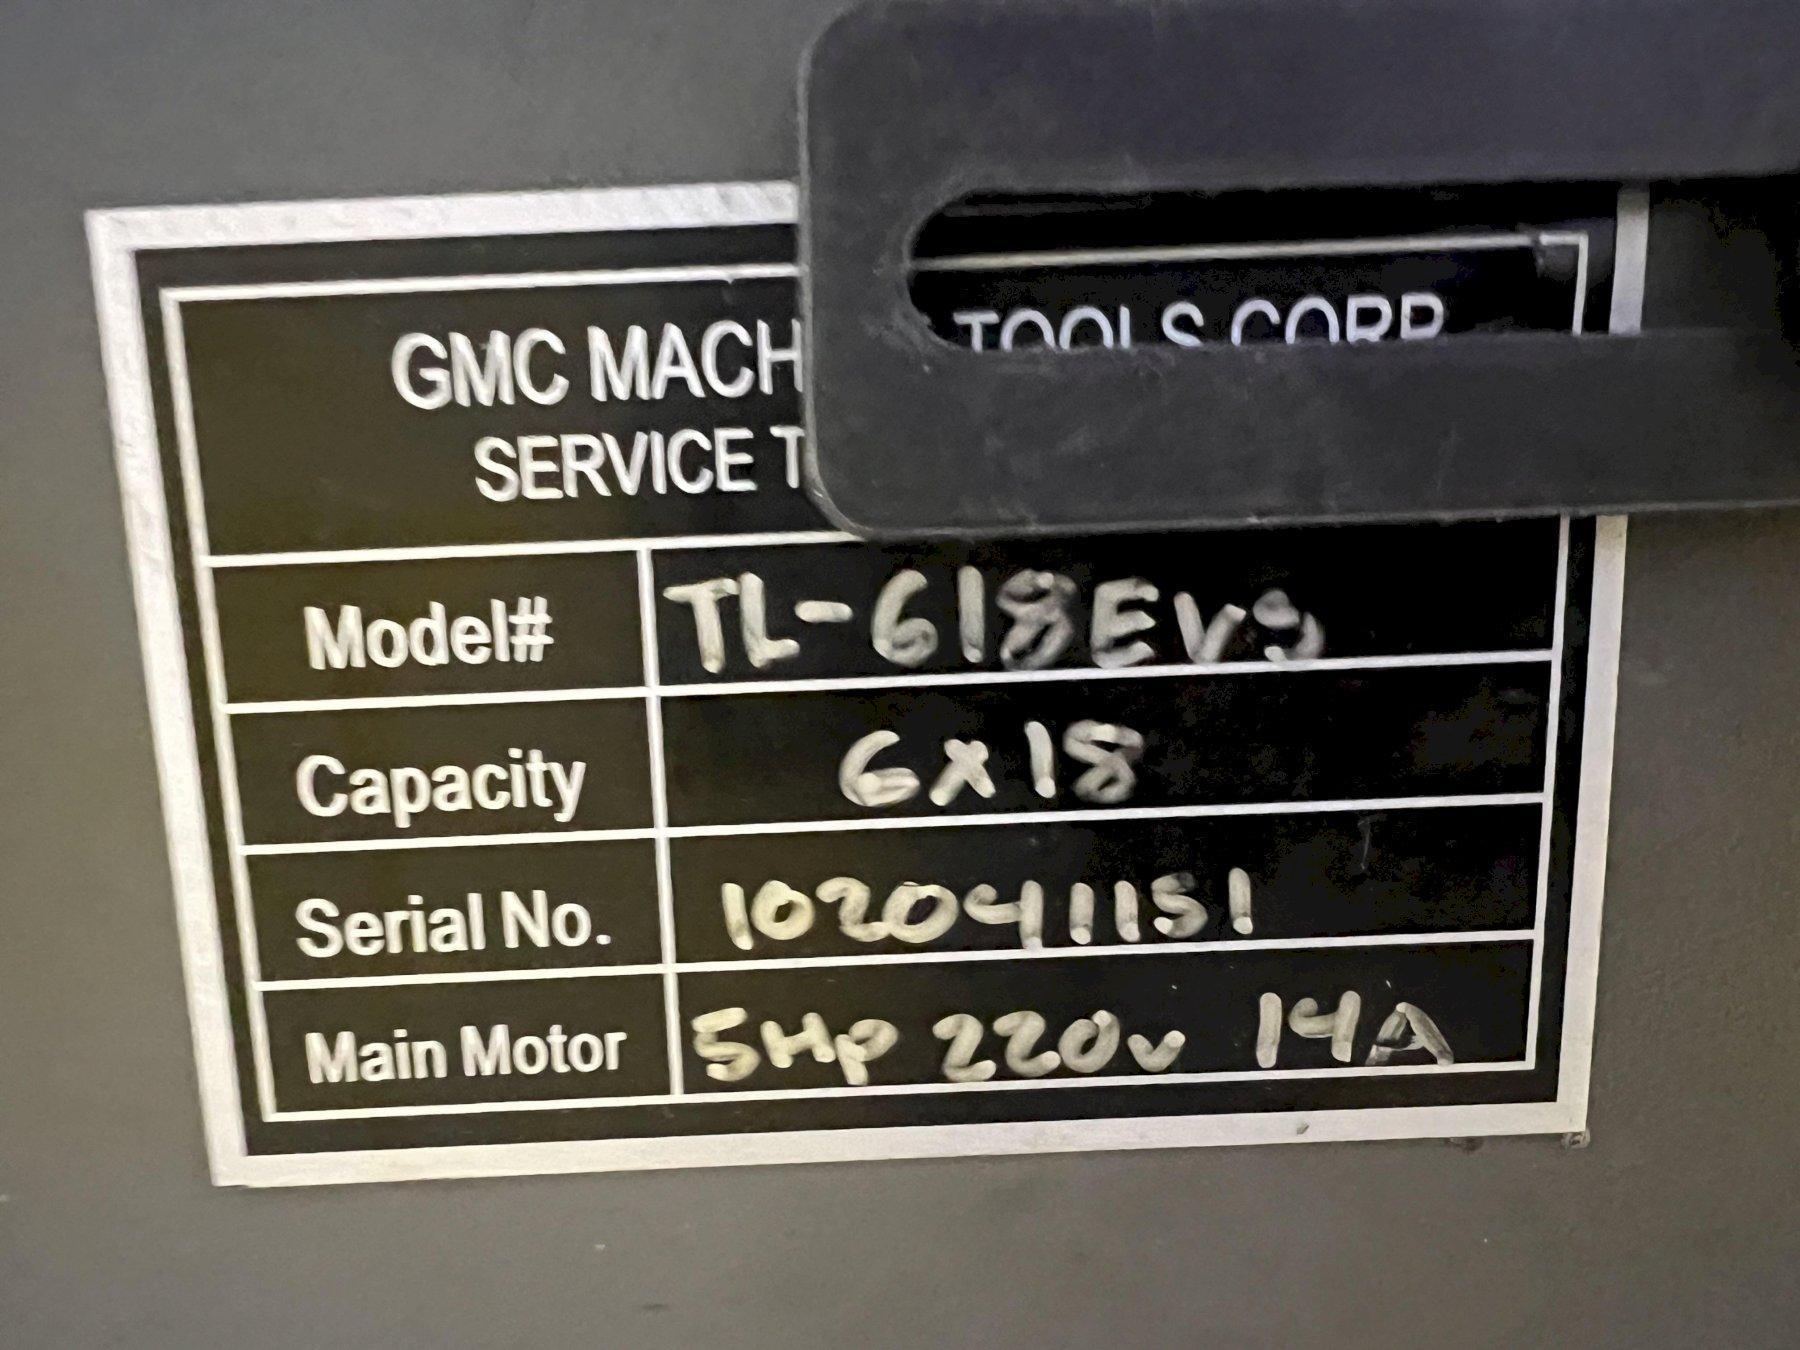 GMC MACH TOOLS CORP
SERVICE T
Model# TL-618EVS
Capacity 6x18
Serial No. 102041151
Main Motor 5Hp 220v 14A